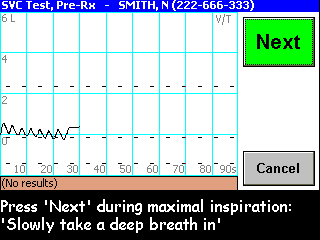 SVC Test, Pre-Rx - SMITH, N (222-666-333)
6 L
V/T
4
2
0
10 20 30 40 50 60 70 80 90s
Next
Cancel
(No results)
Press 'Next' during maximal inspiration:
'Slowly take a deep breath in'